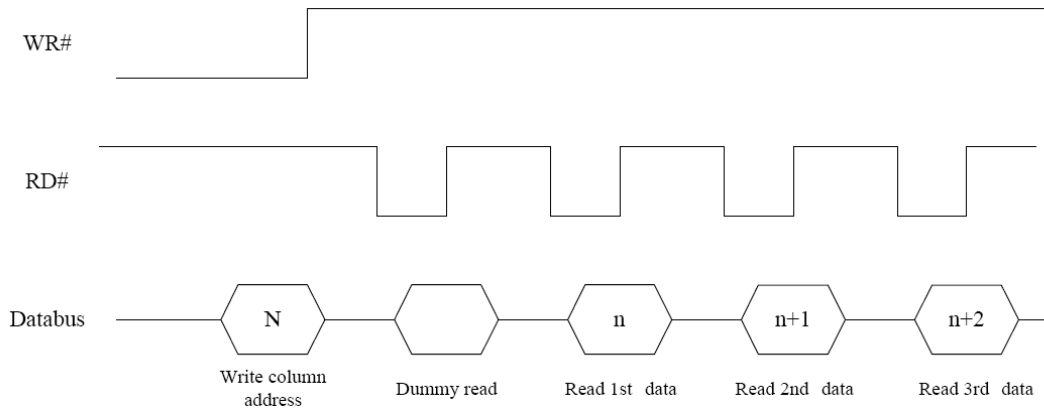 WR#
RD#
Databus
N
n
n+1
n+2
Write column
address
Dummy read
Read 1st data
Read 2nd data
Read 3rd data